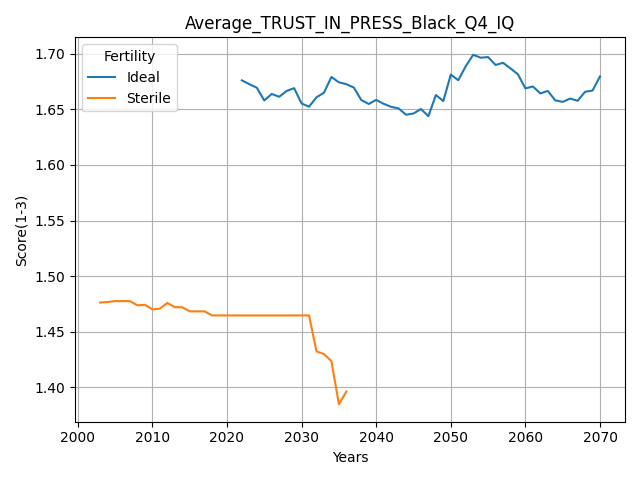 Average_TRUST_IN_PRESS_Black_Q4_IQ
Fertility
Ideal
Sterile
Score(1-3)
1.70
1.65
1.60
1.55
1.50
1.45
1.40
2000 2010 2020 2030 2040 2050 2060 2070
Years